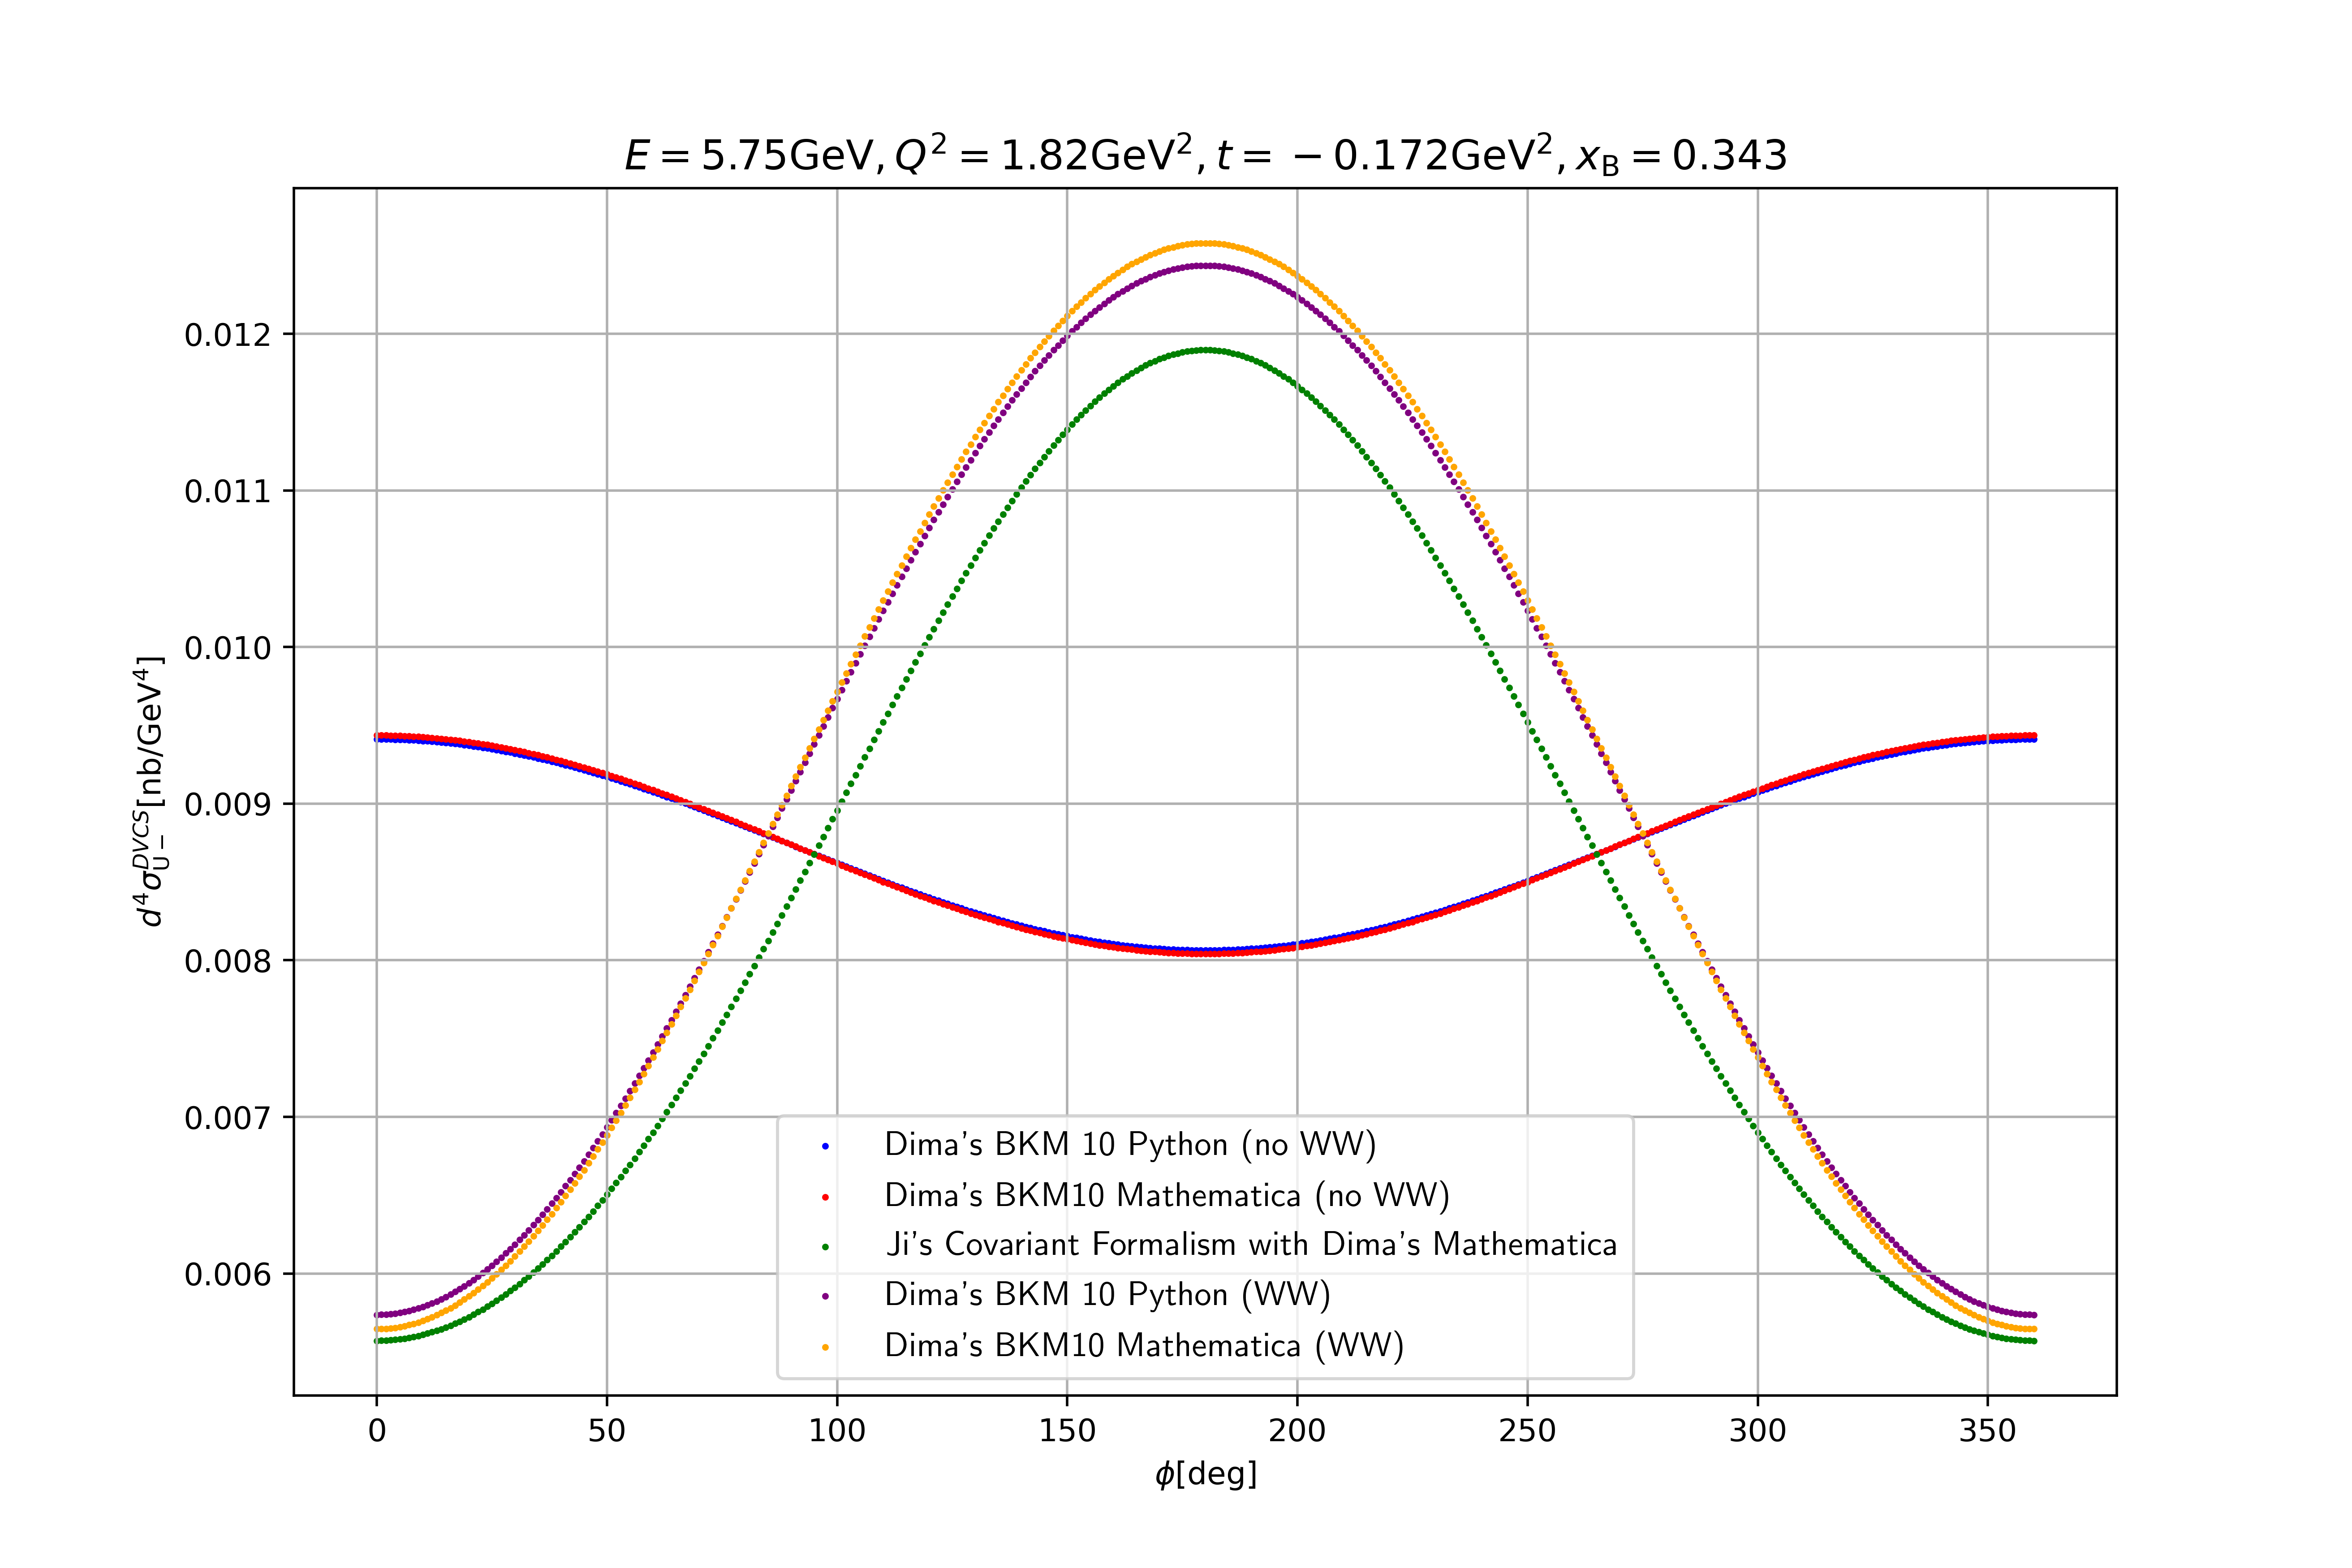 E = 5.75GeV, Q² = 1.82GeV², t = −0.172GeV², x_B = 0.343
d⁴σ_U−^DVCS[nb/GeV⁴]
0.012
0.011
0.010
0.009
0.008
0.007
0.006
Dima's BKM 10 Python (no WW)
Dima's BKM10 Mathematica (no WW)
Ji's Covariant Formalism with Dima's Mathematica
Dima's BKM 10 Python (WW)
Dima's BKM10 Mathematica (WW)
0 50 100 150 200 250 300 350
ϕ[deg]